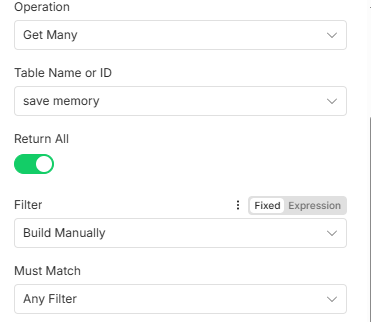 Operation
Get Many
Table Name or ID
save memory
Return All
Filter
Fixed Expression
Build Manually
Must Match
Any Filter